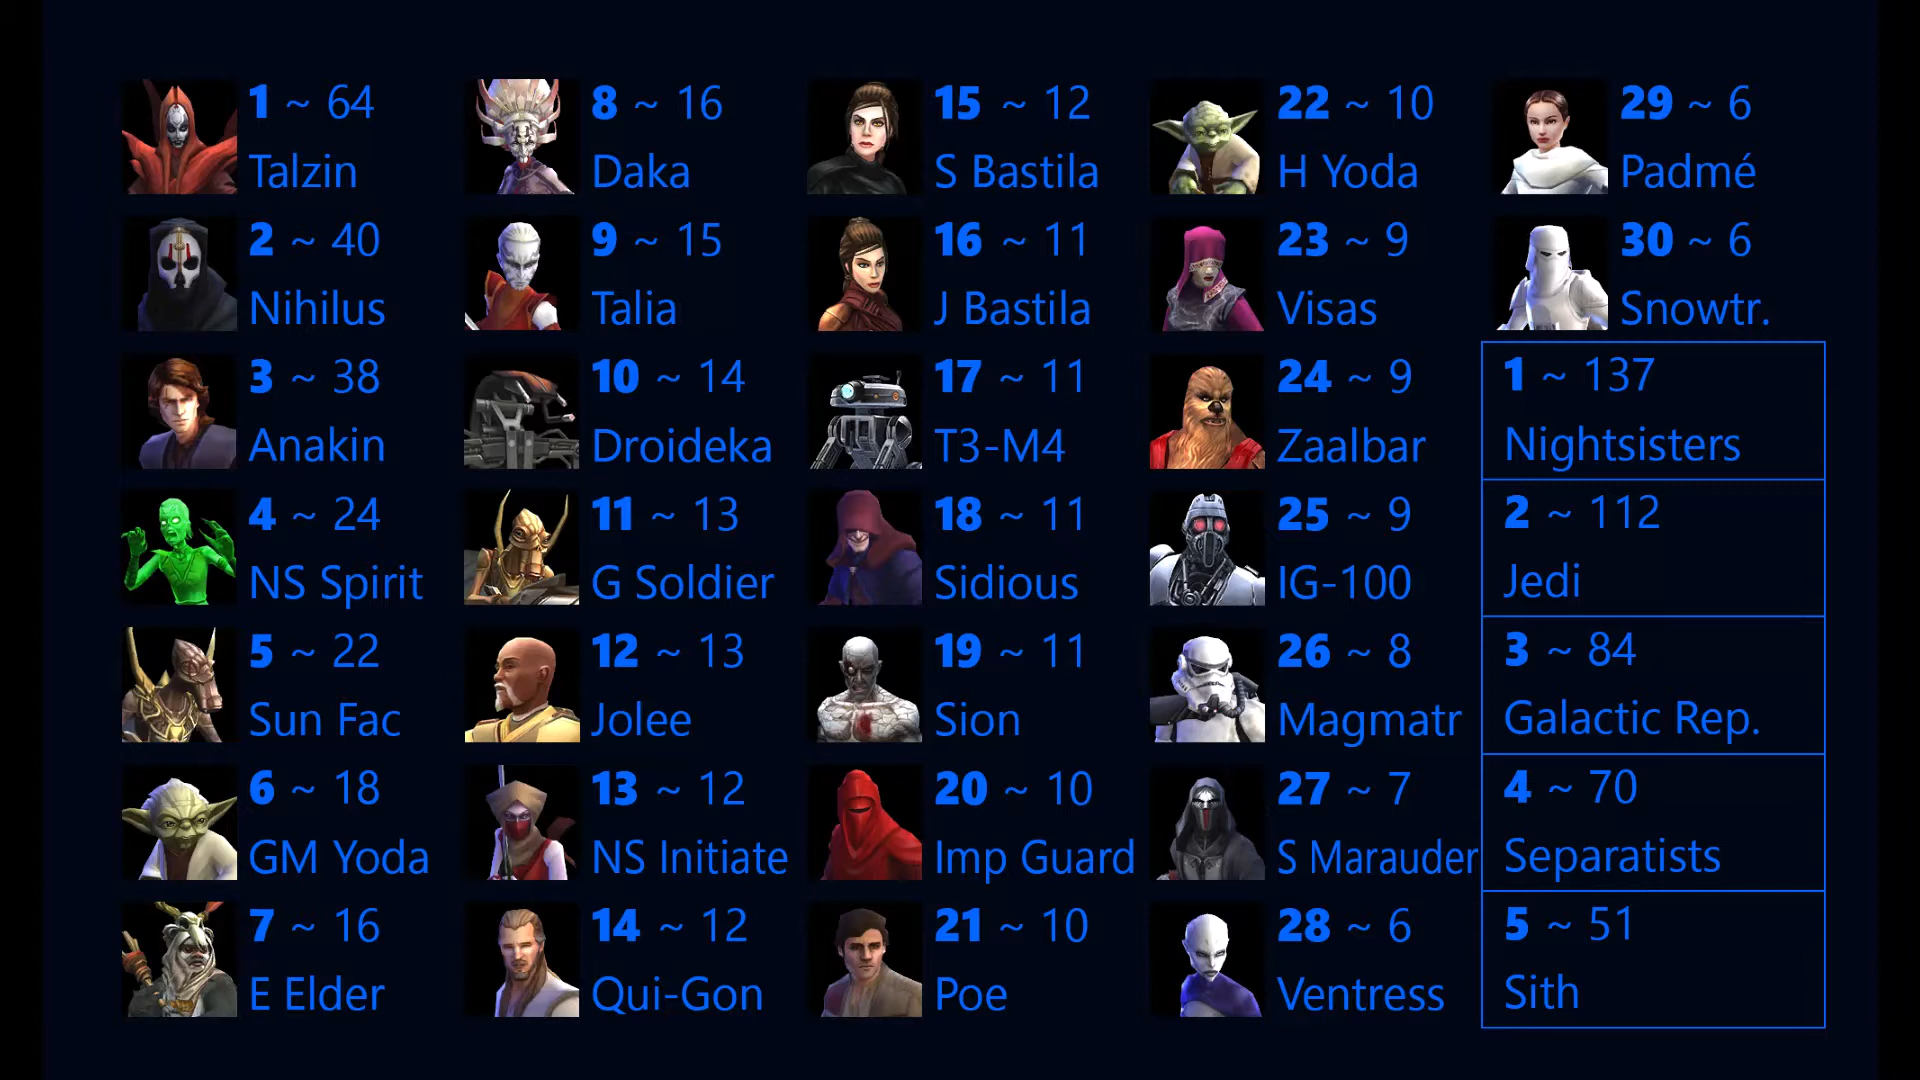 1 ~ 64
Talzin
2 ~ 40
Nihilus
3 ~ 38
Anakin
4 ~ 24
NS Spirit
5 ~ 22
Sun Fac
6 ~ 18
GM Yoda
7 ~ 16
E Elder
8 ~ 16
Daka
9 ~ 15
Talia
10 ~ 14
Droideka
11 ~ 13
G Soldier
12 ~ 13
Jolee
13 ~ 12
NS Initiate
14 ~ 12
Qui-Gon
15 ~ 12
S Bastila
16 ~ 11
J Bastila
17 ~ 11
T3-M4
18 ~ 11
Sidious
19 ~ 11
Sion
20 ~ 10
Imp Guard
21 ~ 10
Poe
22 ~ 10
H Yoda
23 ~ 9
Visas
24 ~ 9
Zaalbar
25 ~ 9
IG-100
26 ~ 8
Magmatr
27 ~ 7
S Marauder
28 ~ 6
Ventress
29 ~ 6
Padmé
30 ~ 6
Snowtr.
1 ~ 137
Nightsisters
2 ~ 112
Jedi
3 ~ 84
Galactic Rep.
4 ~ 70
Separatists
5 ~ 51
Sith